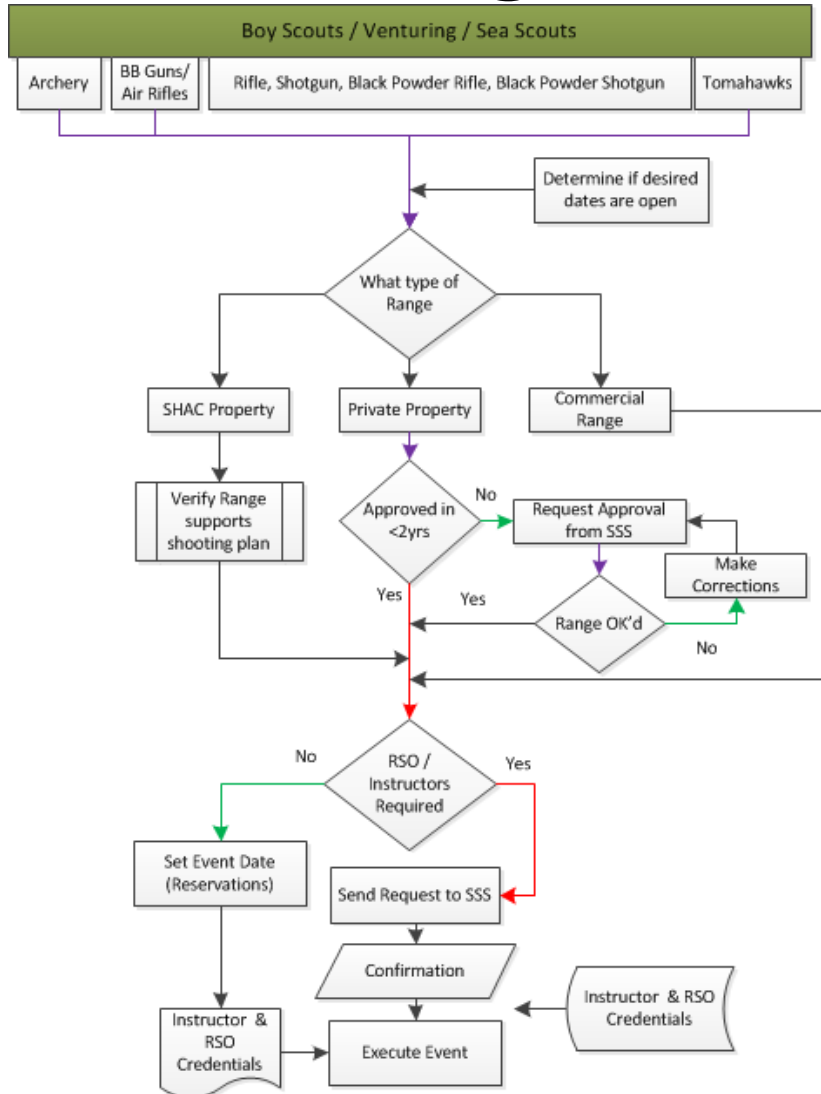 Boy Scouts / Venturing / Sea Scouts
Archery
BB Guns/
Air Rifles
Rifle, Shotgun, Black Powder Rifle, Black Powder Shotgun
Tomahawks
Determine if desired
dates are open
What type of
Range
SHAC Property
Private Property
Commercial
Range
Verify Range
supports
shooting plan
Approved in
<2yrs
No
Request Approval
from SSS
Make
Corrections
Yes
Yes
Range OK'd
No
No
RSO /
Instructors
Required
Yes
Set Event Date
(Reservations)
Send Request to SSS
Confirmation
Instructor & RSO
Credentials
Instructor &
RSO
Credentials
Execute Event